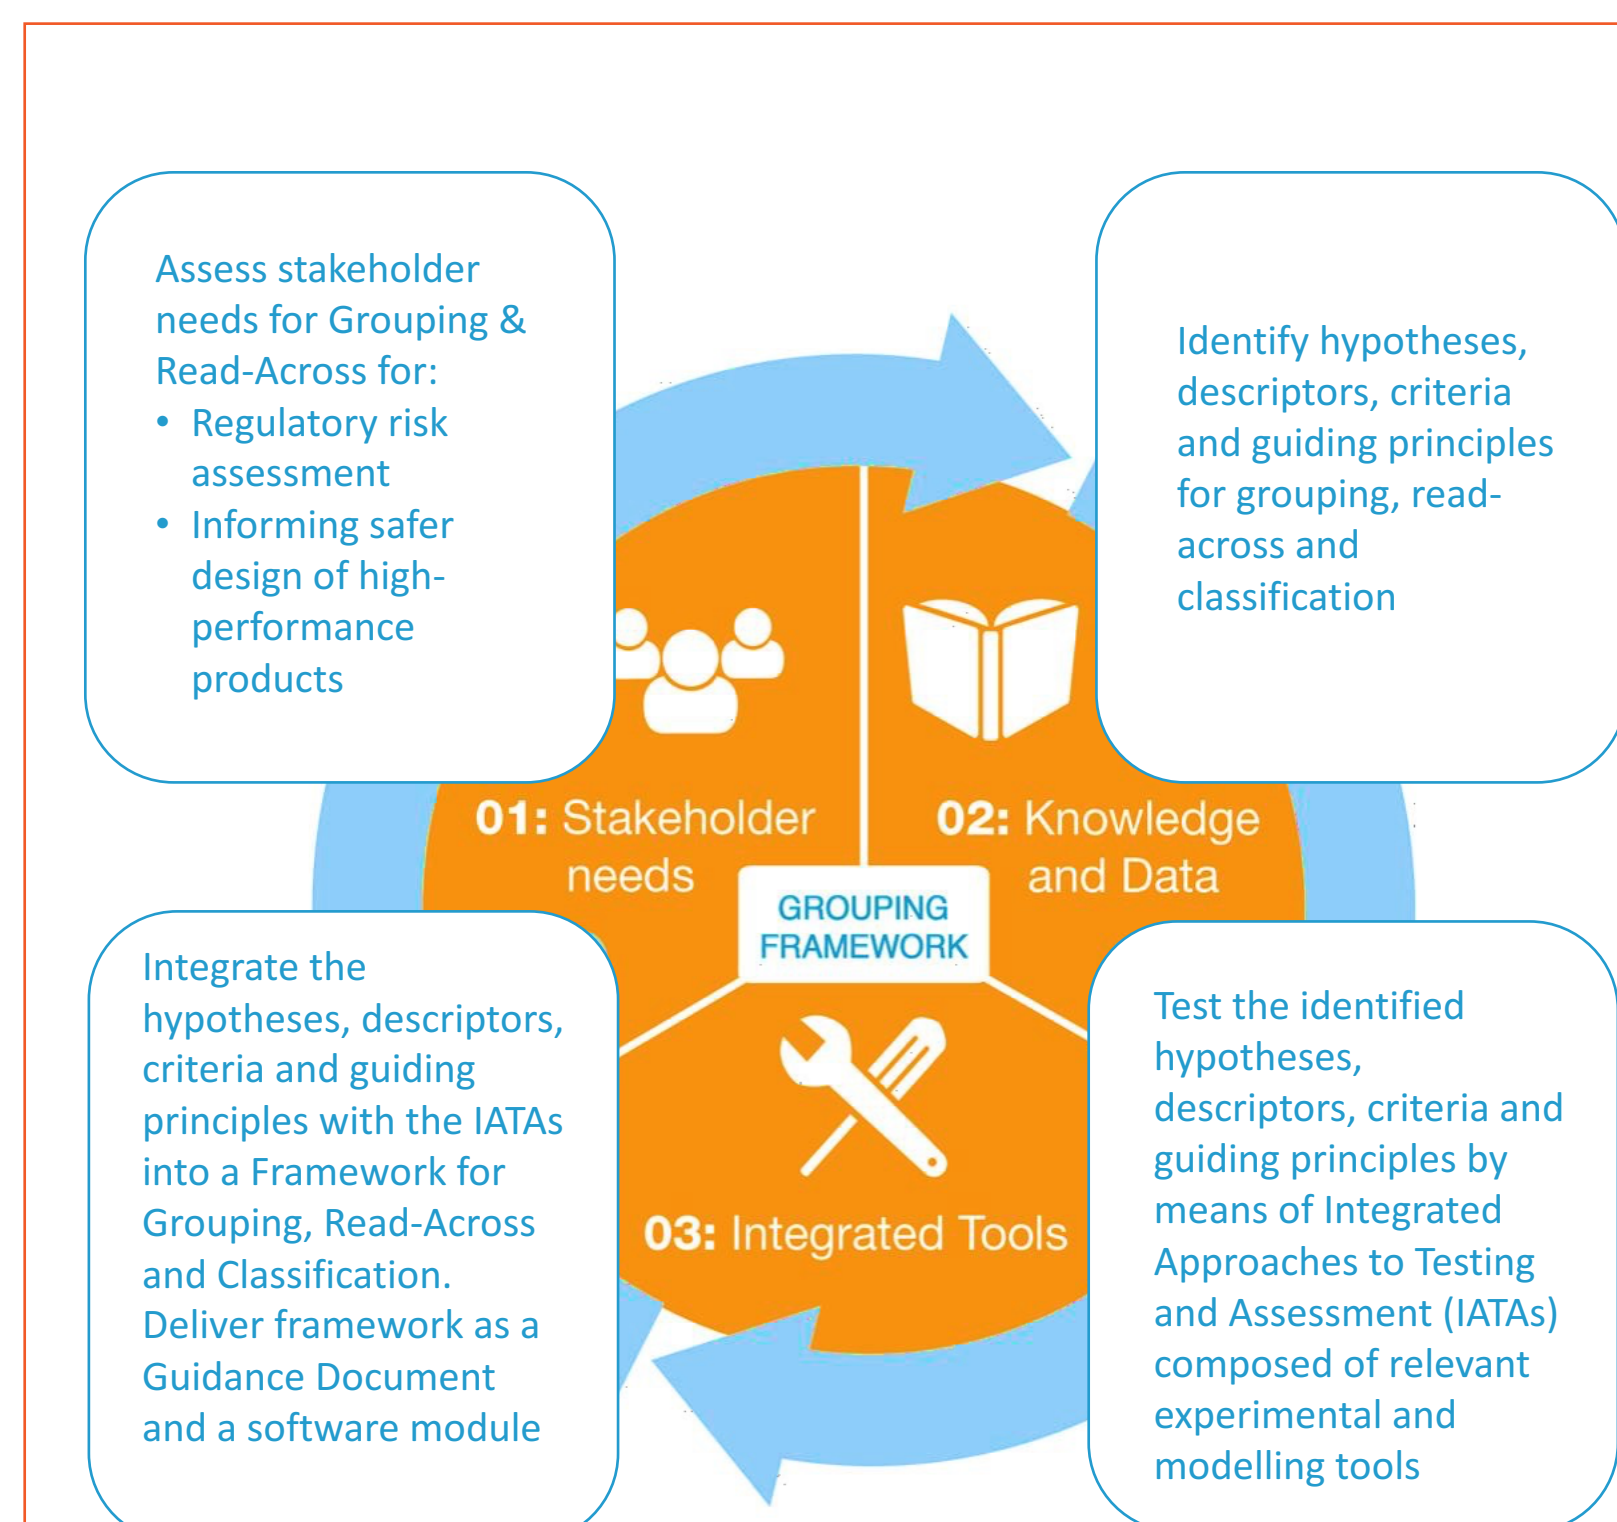 Assess stakeholder
needs for Grouping &
Read-Across for:
• Regulatory risk
assessment
• Informing safer
design of high-
performance
products
Identify hypotheses,
descriptors, criteria
and guiding principles
for grouping, read-
across and
classification
01: Stakeholder
needs
02: Knowledge
and Data
GROUPING
FRAMEWORK
03: Integrated Tools
Integrate the
hypotheses, descriptors,
criteria and guiding
principles with the IATAs
into a Framework for
Grouping, Read-Across
and Classification.
Deliver framework as a
Guidance Document
and a software module
Test the identified
hypotheses,
descriptors, criteria and
guiding principles by
means of Integrated
Approaches to Testing
and Assessment (IATAs)
composed of relevant
experimental and
modelling tools